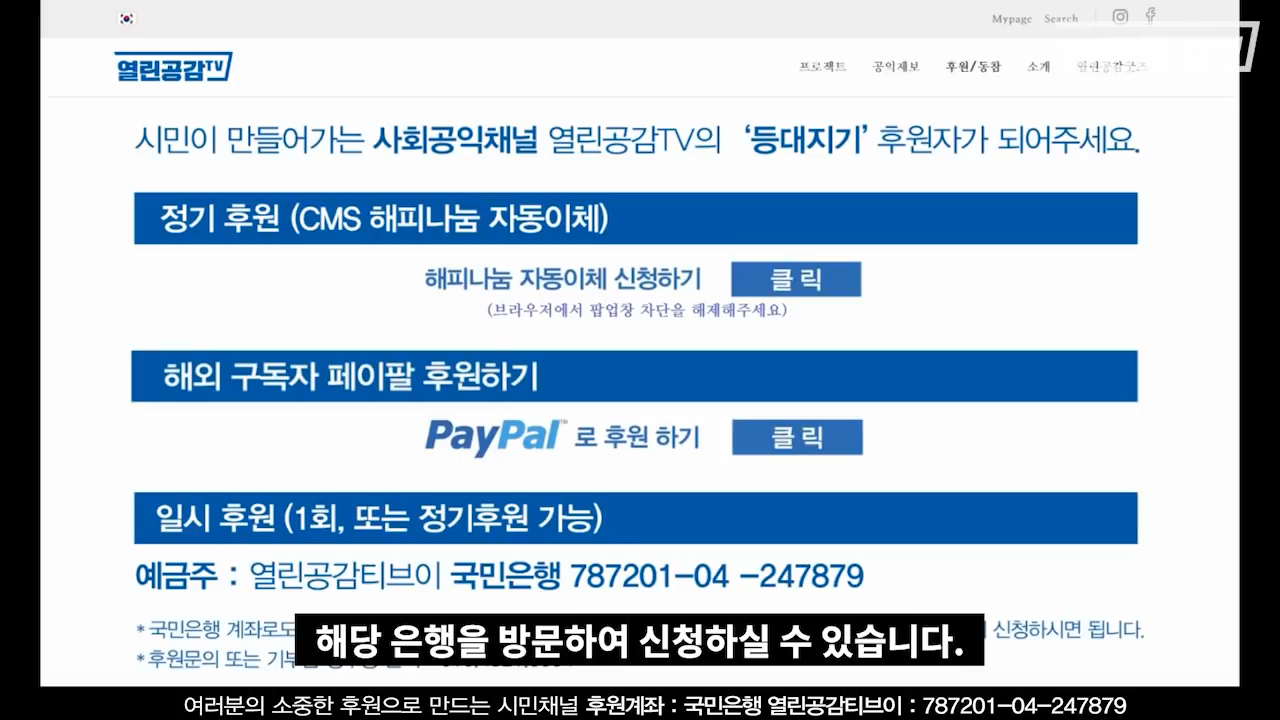 Mypage Search
열린공감TV
프로젝트 공익제보 후원/동참 소개 열린공감굿즈
시민이 만들어가는 사회공익채널 열린공감TV의 '등대지기' 후원자가 되어주세요.
정기 후원 (CMS 해피나눔 자동이체)
해피나눔 자동이체 신청하기 클 릭
(브라우저에서 팝업창 차단을 해제해주세요)
해외 구독자 페이팔 후원하기
PayPal™ 로 후원 하기 클 릭
일시 후원 (1회, 또는 정기후원 가능)
예금주 : 열린공감티브이 국민은행 787201-04 -247879
* 국민은행 계좌로도 신청하시면 됩니다.
* 후원문의 또는
해당 은행을 방문하여 신청하실 수 있습니다.
여러분의 소중한 후원으로 만드는 시민채널 후원계좌 : 국민은행 열린공감티브이 : 787201-04-247879